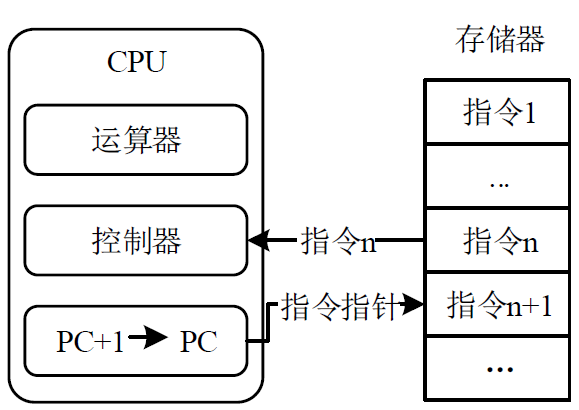 CPU
运算器
控制器
PC+1 PC
指令n
指令指针
存储器
指令1
...
指令n
指令n+1
...